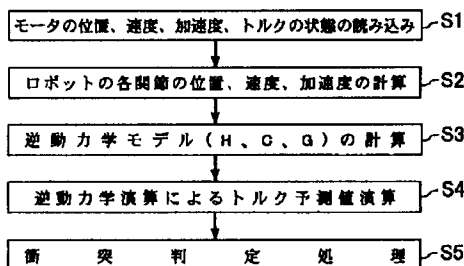 モータの位置、速度、加速度、トルクの状態の読み込み S1
ロボットの各関節の位置、速度、加速度の計算 S2
逆動力学モデル(H、C、G)の計算 S3
逆動力学演算によるトルク予測値演算 S4
衝突判定処理 S5